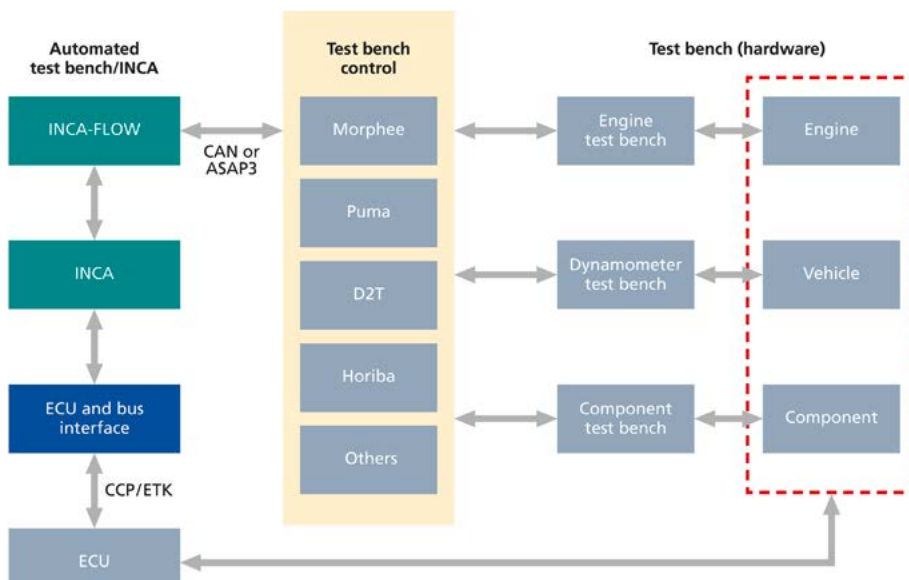 Automated
test bench/INCA
Test bench
control
Test bench (hardware)
INCA-FLOW
CAN or
ASAP3
Morphee
Engine
test bench
Engine
Puma
INCA
D2T
Dynamometer
test bench
Vehicle
Horiba
ECU and bus
interface
Component
test bench
Component
Others
CCP/ETK
ECU